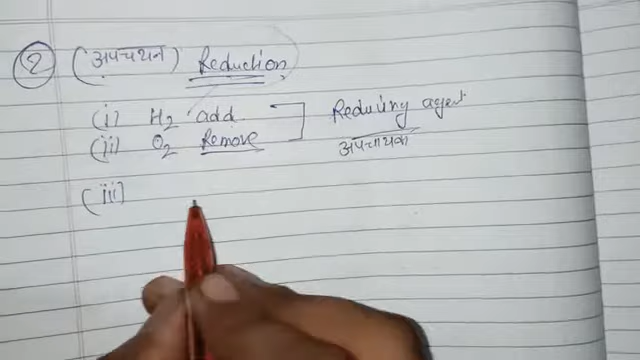 ② (अपचयन) Reduction,
(i) H2 add
(ii) O2 Remove
Reducing agent
अपचायक
(iii)